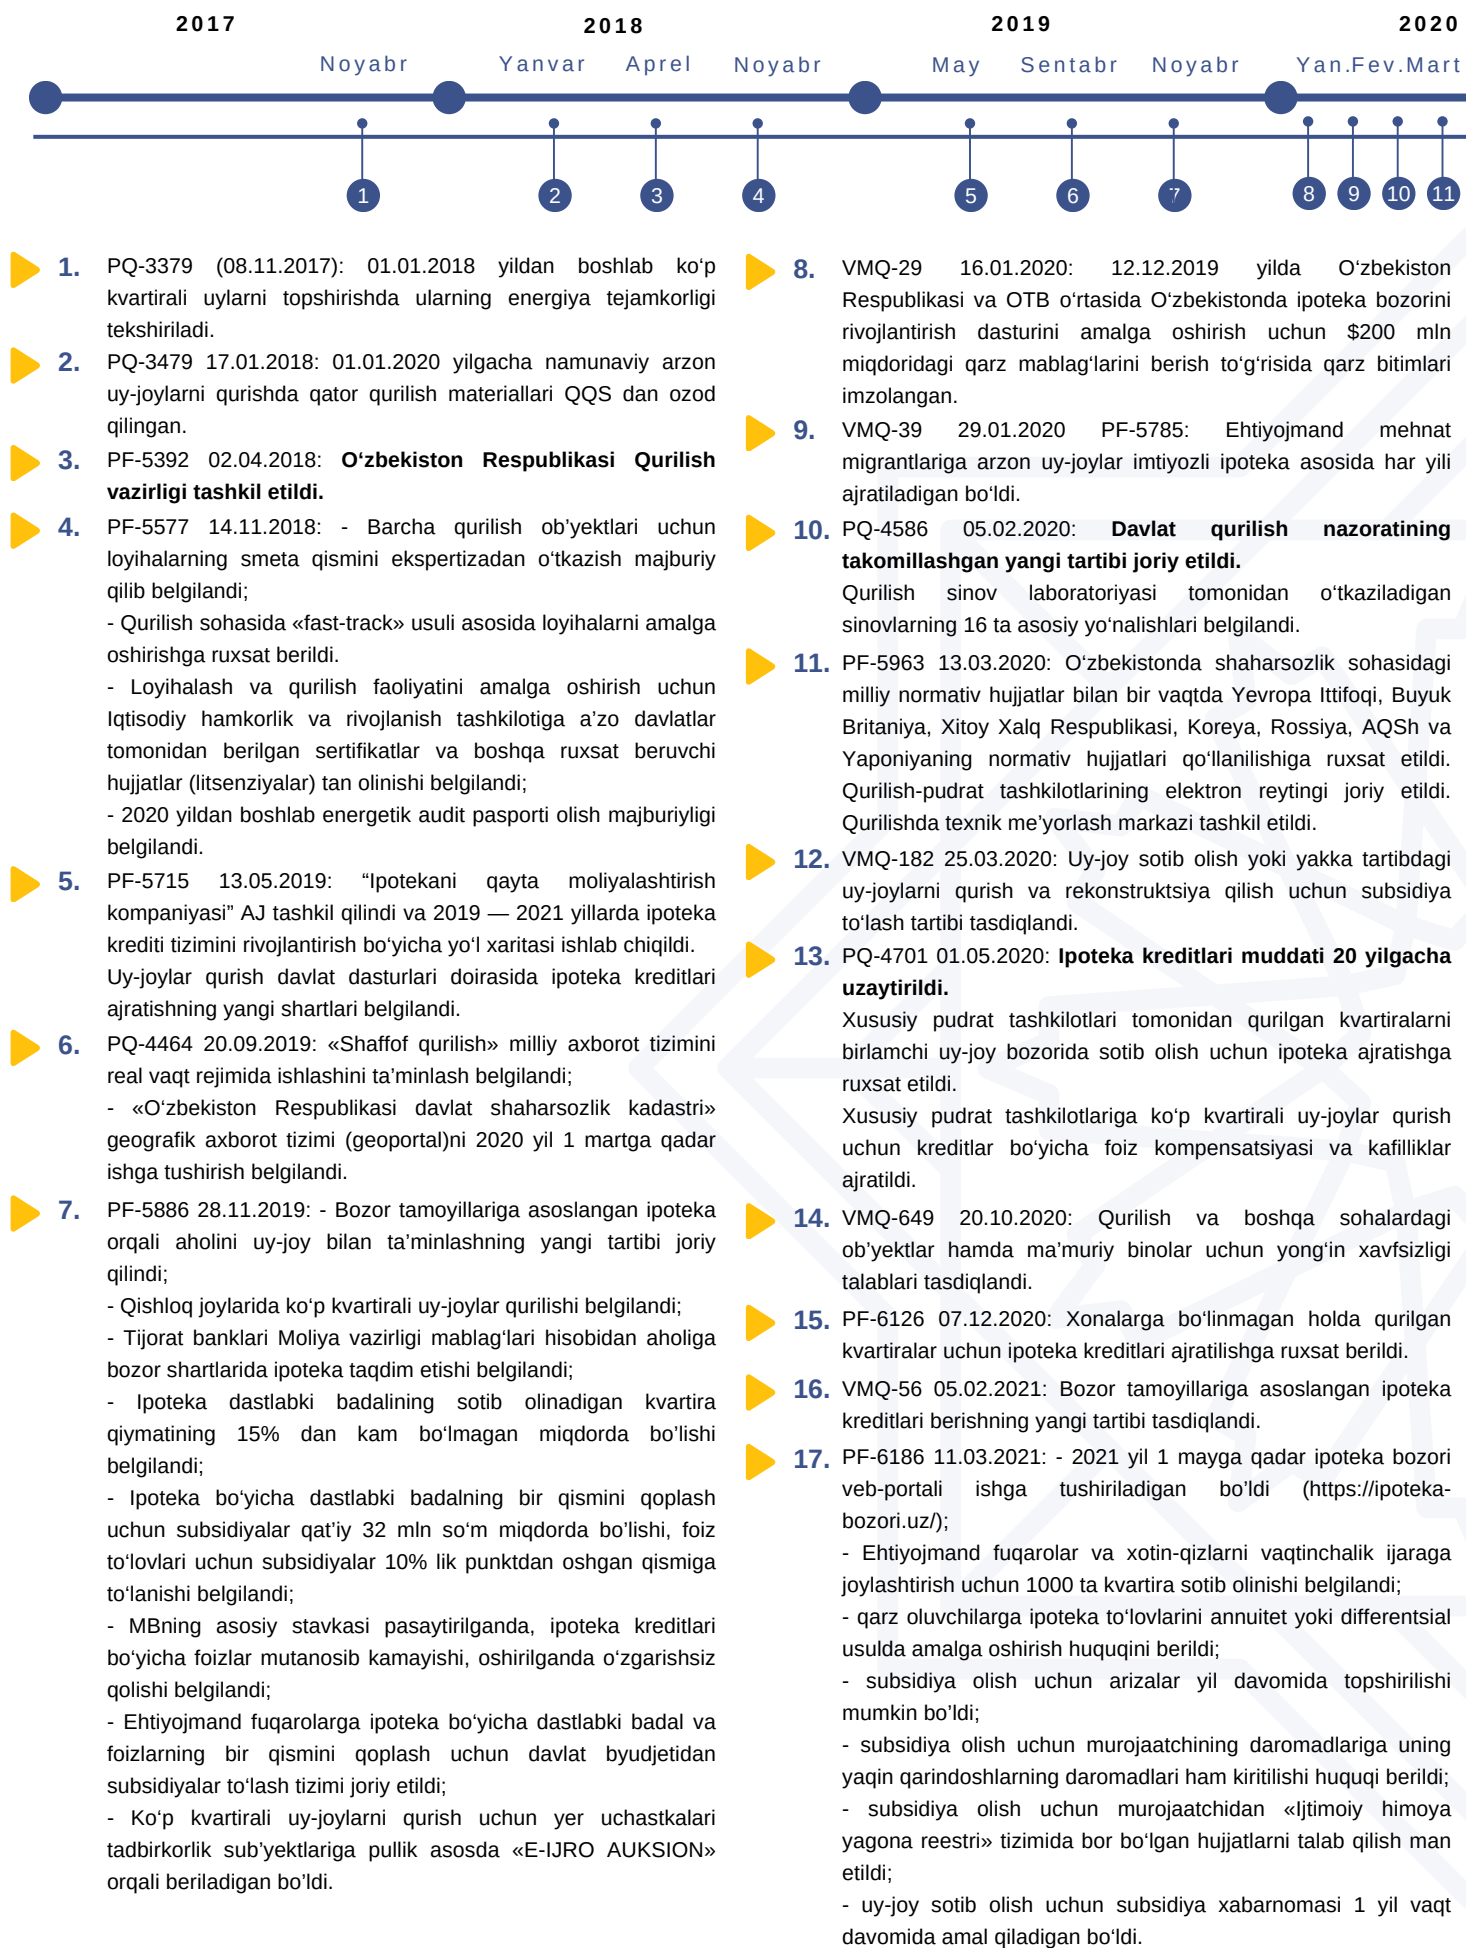 2017
2018
2019
2020
Noyabr
Yanvar
Aprel
Noyabr
May
Sentabr
Noyabr
Yan.Fev.Mart
1
2
3
4
5
6
7
8
9
10
11
1. PQ-3379 (08.11.2017): 01.01.2018 yildan boshlab ko‘p
kvartirali uylarni topshirishda ularning energiya tejamkorligi
tekshiriladi.
2. PQ-3479 17.01.2018: 01.01.2020 yilgacha namunaviy arzon
uy-joylarni qurishda qator qurilish materiallari QQS dan ozod
qilingan.
3. PF-5392 02.04.2018: O‘zbekiston Respublikasi Qurilish
vazirligi tashkil etildi.
4. PF-5577 14.11.2018: - Barcha qurilish ob’yektlari uchun
loyihalarning smeta qismini ekspertizadan o‘tkazish majburiy
qilib belgilandi;
- Qurilish sohasida «fast-track» usuli asosida loyihalarni amalga
oshirishga ruxsat berildi.
- Loyihalash va qurilish faoliyatini amalga oshirish uchun
Iqtisodiy hamkorlik va rivojlanish tashkilotiga a’zo davlatlar
tomonidan berilgan sertifikatlar va boshqa ruxsat beruvchi
hujjatlar (litsenziyalar) tan olinishi belgilandi;
- 2020 yildan boshlab energetik audit pasporti olish majburiyligi
belgilandi.
5. PF-5715 13.05.2019: “Ipotekani qayta moliyalashtirish
kompaniyasi” AJ tashkil qilindi va 2019 — 2021 yillarda ipoteka
krediti tizimini rivojlantirish bo‘yicha yo‘l xaritasi ishlab chiqildi.
Uy-joylar qurish davlat dasturlari doirasida ipoteka kreditlari
ajratishning yangi shartlari belgilandi.
6. PQ-4464 20.09.2019: «Shaffof qurilish» milliy axborot tizimini
real vaqt rejimida ishlashini ta’minlash belgilandi;
- «O‘zbekiston Respublikasi davlat shaharsozlik kadastri»
geografik axborot tizimi (geoportal)ni 2020 yil 1 martga qadar
ishga tushirish belgilandi.
7. PF-5886 28.11.2019: - Bozor tamoyillariga asoslangan ipoteka
orqali aholini uy-joy bilan ta’minlashning yangi tartibi joriy
qilindi;
- Qishloq joylarida ko‘p kvartirali uy-joylar qurilishi belgilandi;
- Tijorat banklari Moliya vazirligi mablag‘lari hisobidan aholiga
bozor shartlarida ipoteka taqdim etishi belgilandi;
- Ipoteka dastlabki badalining sotib olinadigan kvartira
qiymatining 15% dan kam bo‘lmagan miqdorda bo’lishi
belgilandi;
- Ipoteka bo‘yicha dastlabki badalning bir qismini qoplash
uchun subsidiyalar qat’iy 32 mln so‘m miqdorda bo’lishi, foiz
to‘lovlari uchun subsidiyalar 10% lik punktdan oshgan qismiga
to‘lanishi belgilandi;
- MBning asosiy stavkasi pasaytirilganda, ipoteka kreditlari
bo‘yicha foizlar mutanosib kamayishi, oshirilganda o‘zgarishsiz
qolishi belgilandi;
- Ehtiyojmand fuqarolarga ipoteka bo‘yicha dastlabki badal va
foizlarning bir qismini qoplash uchun davlat byudjetidan
subsidiyalar to‘lash tizimi joriy etildi;
- Ko‘p kvartirali uy-joylarni qurish uchun yer uchastkalari
tadbirkorlik sub’yektlariga pullik asosda «E-IJRO AUKSION»
orqali beriladigan bo’ldi.
8. VMQ-29 16.01.2020: 12.12.2019 yilda O‘zbekiston
Respublikasi va OTB o‘rtasida O‘zbekistonda ipoteka bozorini
rivojlantirish dasturini amalga oshirish uchun $200 mln
miqdoridagi qarz mablag‘larini berish to‘g‘risida qarz bitimlari
imzolangan.
9. VMQ-39 29.01.2020 PF-5785: Ehtiyojmand mehnat
migrantlariga arzon uy-joylar imtiyozli ipoteka asosida har yili
ajratiladigan bo‘ldi.
10. PQ-4586 05.02.2020: Davlat qurilish nazoratining
takomillashgan yangi tartibi joriy etildi.
Qurilish sinov laboratoriyasi tomonidan o‘tkaziladigan
sinovlarning 16 ta asosiy yo‘nalishlari belgilandi.
11. PF-5963 13.03.2020: O‘zbekistonda shaharsozlik sohasidagi
milliy normativ hujjatlar bilan bir vaqtda Yevropa Ittifoqi, Buyuk
Britaniya, Xitoy Xalq Respublikasi, Koreya, Rossiya, AQSh va
Yaponiyaning normativ hujjatlari qo‘llanilishiga ruxsat etildi.
Qurilish-pudrat tashkilotlarining elektron reytingi joriy etildi.
Qurilishda texnik me’yorlash markazi tashkil etildi.
12. VMQ-182 25.03.2020: Uy-joy sotib olish yoki yakka tartibdagi
uy-joylarni qurish va rekonstruktsiya qilish uchun subsidiya
to‘lash tartibi tasdiqlandi.
13. PQ-4701 01.05.2020: Ipoteka kreditlari muddati 20 yilgacha
uzaytirildi.
Xususiy pudrat tashkilotlari tomonidan qurilgan kvartiralarni
birlamchi uy-joy bozorida sotib olish uchun ipoteka ajratishga
ruxsat etildi.
Xususiy pudrat tashkilotlariga ko‘p kvartirali uy-joylar qurish
uchun kreditlar bo‘yicha foiz kompensatsiyasi va kafilliklar
ajratildi.
14. VMQ-649 20.10.2020: Qurilish va boshqa sohalardagi
ob’yektlar hamda ma’muriy binolar uchun yong‘in xavfsizligi
talablari tasdiqlandi.
15. PF-6126 07.12.2020: Xonalarga bo‘linmagan holda qurilgan
kvartiralar uchun ipoteka kreditlari ajratilishga ruxsat berildi.
16. VMQ-56 05.02.2021: Bozor tamoyillariga asoslangan ipoteka
kreditlari berishning yangi tartibi tasdiqlandi.
17. PF-6186 11.03.2021: - 2021 yil 1 mayga qadar ipoteka bozori
veb-portali ishga tushiriladigan bo’ldi (https://ipoteka-
bozori.uz/);
- Ehtiyojmand fuqarolar va xotin-qizlarni vaqtinchalik ijaraga
joylashtirish uchun 1000 ta kvartira sotib olinishi belgilandi;
- qarz oluvchilarga ipoteka to‘lovlarini annuitet yoki differentsial
usulda amalga oshirish huquqini berildi;
- subsidiya olish uchun arizalar yil davomida topshirilishi
mumkin bo’ldi;
- subsidiya olish uchun murojaatchining daromadlariga uning
yaqin qarindoshlarning daromadlari ham kiritilishi huquqi berildi;
- subsidiya olish uchun murojaatchidan «Ijtimoiy himoya
yagona reestri» tizimida bor bo‘lgan hujjatlarni talab qilish man
etildi;
- uy-joy sotib olish uchun subsidiya xabarnomasi 1 yil vaqt
davomida amal qiladigan bo‘ldi.